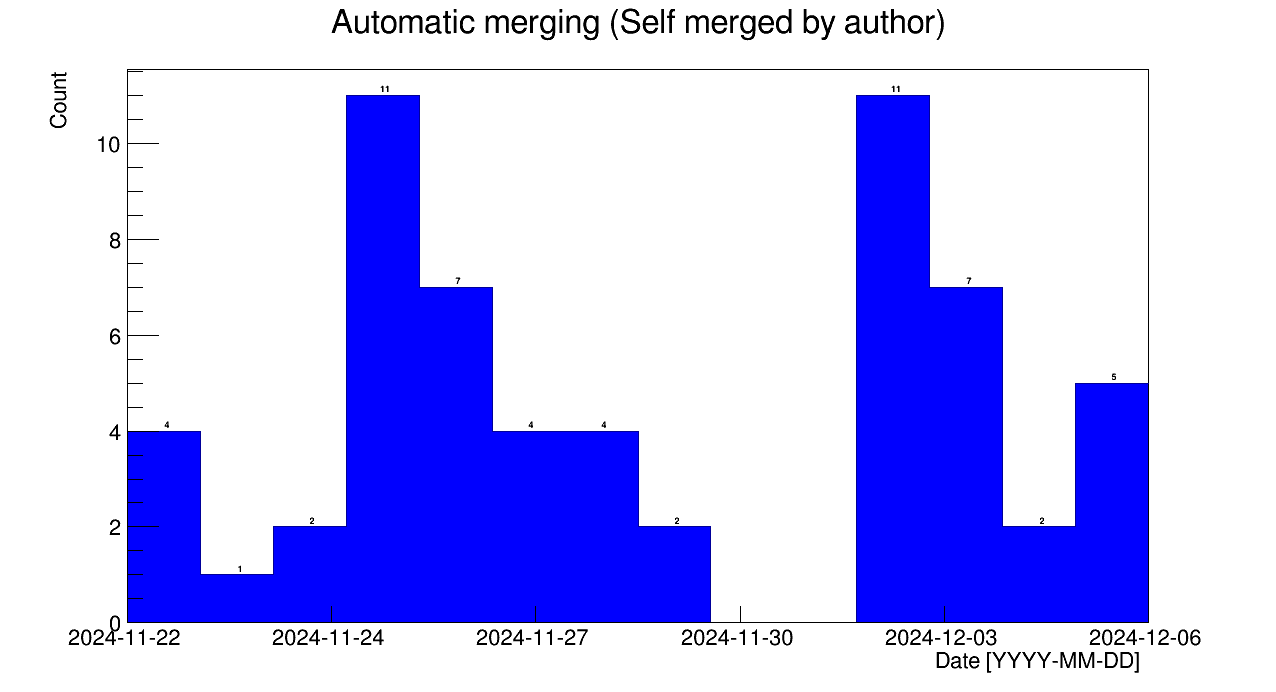 Automatic merging (Self merged by author)
Count
11 11
10
8
7 7
6
5
4 4 4 4
2 2 2 2
1
0
2024-11-22 2024-11-24 2024-11-27 2024-11-30 2024-12-03 2024-12-06
Date [YYYY-MM-DD]